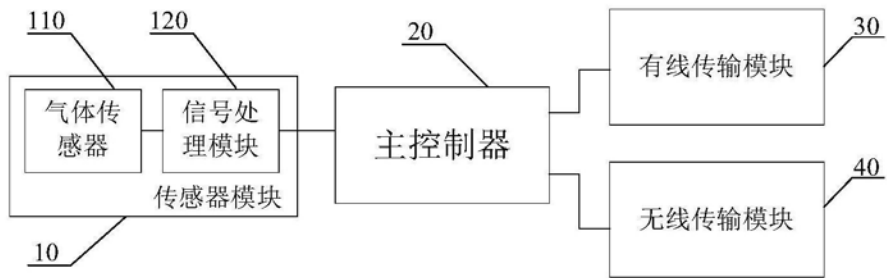 110
120
20
30
气体传
感器
信号处
理模块
传感器模块
主控制器
有线传输模块
无线传输模块
40
10